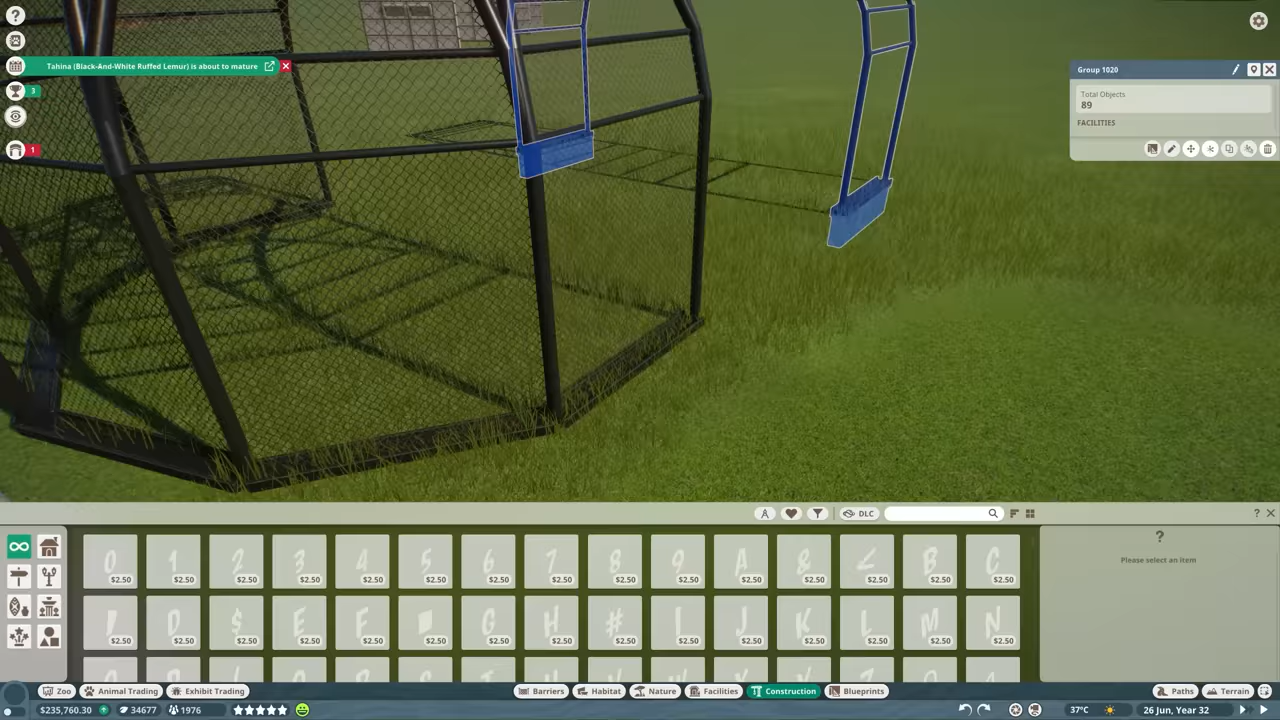 ?
Tahina (Black-And-White Ruffed Lemur) is about to mature
3
1
Group 1020
Total Objects
89
FACILITIES
DLC
?
0 $2.50
1 $2.50
2 $2.50
3 $2.50
4 $2.50
5 $2.50
6 $2.50
7 $2.50
8 $2.50
9 $2.50
A $2.50
& $2.50
$2.50
B $2.50
C $2.50
?
Please select an item
! $2.50
D $2.50
$ $2.50
E $2.50
F $2.50
$2.50
G $2.50
H $2.50
# $2.50
I $2.50
J $2.50
K $2.50
L $2.50
M $2.50
N $2.50
Zoo
Animal Trading
Exhibit Trading
Barriers
Habitat
Nature
Facilities
Construction
Blueprints
Paths
Terrain
$235,760.30
34677
1976
37°C
26 Jun, Year 32